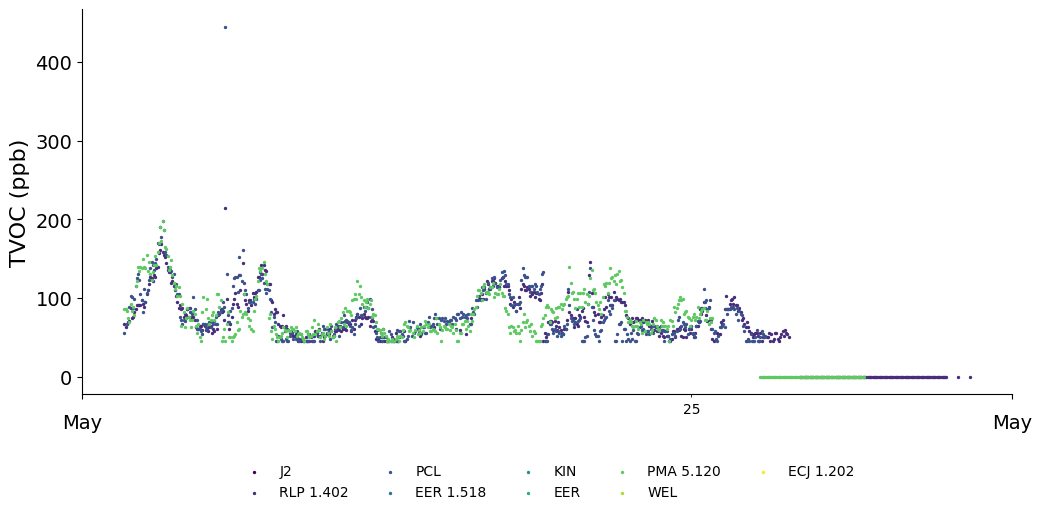 TVOC (ppb)
400
300
200
100
0
25
May May
J2 PCL KIN PMA 5.120 ECJ 1.202
RLP 1.402 EER 1.518 EER WEL